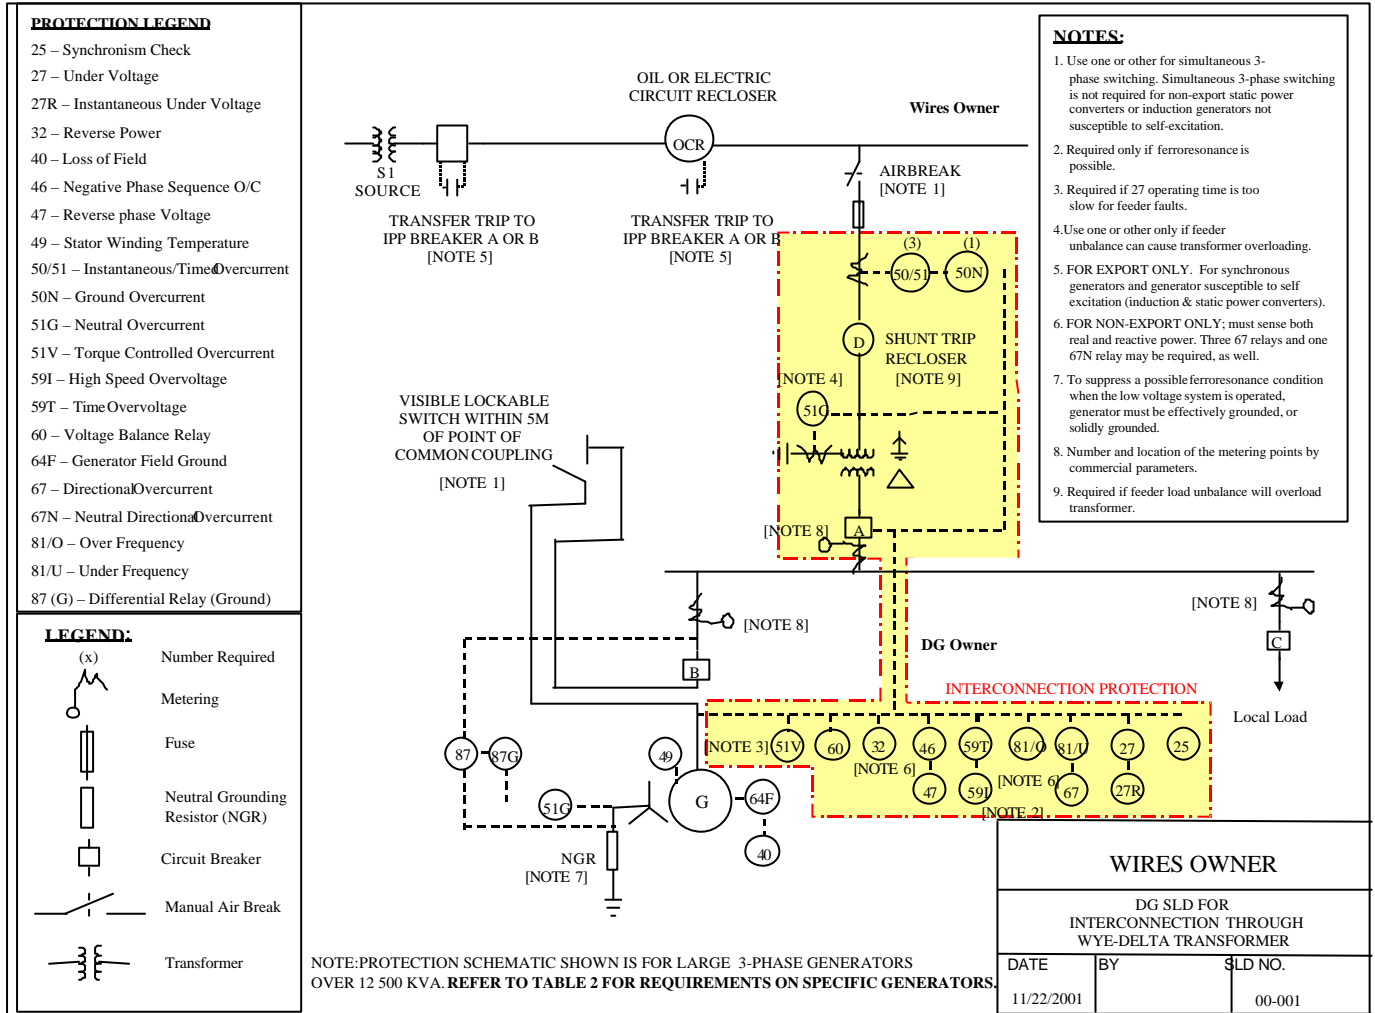 PROTECTION LEGEND
25 – Synchronism Check
27 – Under Voltage
27R – Instantaneous Under Voltage
32 – Reverse Power
40 – Loss of Field
46 – Negative Phase Sequence O/C
47 – Reverse phase Voltage
49 – Stator Winding Temperature
50/51 – Instantaneous/Timed Overcurrent
50N – Ground Overcurrent
51G – Neutral Overcurrent
51V – Torque Controlled Overcurrent
59I – High Speed Overvoltage
59T – Time Overvoltage
60 – Voltage Balance Relay
64F – Generator Field Ground
67 – Directional Overcurrent
67N – Neutral Directional Overcurrent
81/O – Over Frequency
81/U – Under Frequency
87 (G) – Differential Relay (Ground)
LEGEND:
(x) Number Required
Metering
Fuse
Neutral Grounding
Resistor (NGR)
Circuit Breaker
Manual Air Break
Transformer
OIL OR ELECTRIC
CIRCUIT RECLOSER
Wires Owner
OCR
S1
SOURCE
AIRBREAK
[NOTE 1]
TRANSFER TRIP TO
IPP BREAKER A OR B
[NOTE 5]
TRANSFER TRIP TO
IPP BREAKER A OR B
[NOTE 5]
(3) (1)
50/51 50N
D
SHUNT TRIP
RECLOSER
[NOTE 9]
[NOTE 4]
51G
VISIBLE LOCKABLE
SWITCH WITHIN 5M
OF POINT OF
COMMON COUPLING
[NOTE 1]
[NOTE 8] A
[NOTE 8]
[NOTE 8]
B
C
DG Owner
INTERCONNECTION PROTECTION
Local Load
[NOTE 3] 51V 60 32 46 59T 81/O 81/U 27 25
[NOTE 6] [NOTE 6]
47 59I 67 27R
[NOTE 2]
87 87G 49
G 64F
51G
40
NGR
[NOTE 7]
NOTE:PROTECTION SCHEMATIC SHOWN IS FOR LARGE 3-PHASE GENERATORS
OVER 12 500 KVA. REFER TO TABLE 2 FOR REQUIREMENTS ON SPECIFIC GENERATORS.
NOTES:
1. Use one or other for simultaneous 3-
phase switching. Simultaneous 3-phase switching
is not required for non-export static power
converters or induction generators not
susceptible to self-excitation.
2. Required only if ferroresonance is
possible.
3. Required if 27 operating time is too
slow for feeder faults.
4.Use one or other only if feeder
unbalance can cause transformer overloading.
5. FOR EXPORT ONLY. For synchronous
generators and generator susceptible to self
excitation (induction & static power converters).
6. FOR NON-EXPORT ONLY; must sense both
real and reactive power. Three 67 relays and one
67N relay may be required, as well.
7. To suppress a possible ferroresonance condition
when the low voltage system is operated,
generator must be effectively grounded, or
solidly grounded.
8. Number and location of the metering points by
commercial parameters.
9. Required if feeder load unbalance will overload
transformer.
WIRES OWNER
DG SLD FOR
INTERCONNECTION THROUGH
WYE-DELTA TRANSFORMER
DATE BY SLD NO.
11/22/2001 00-001